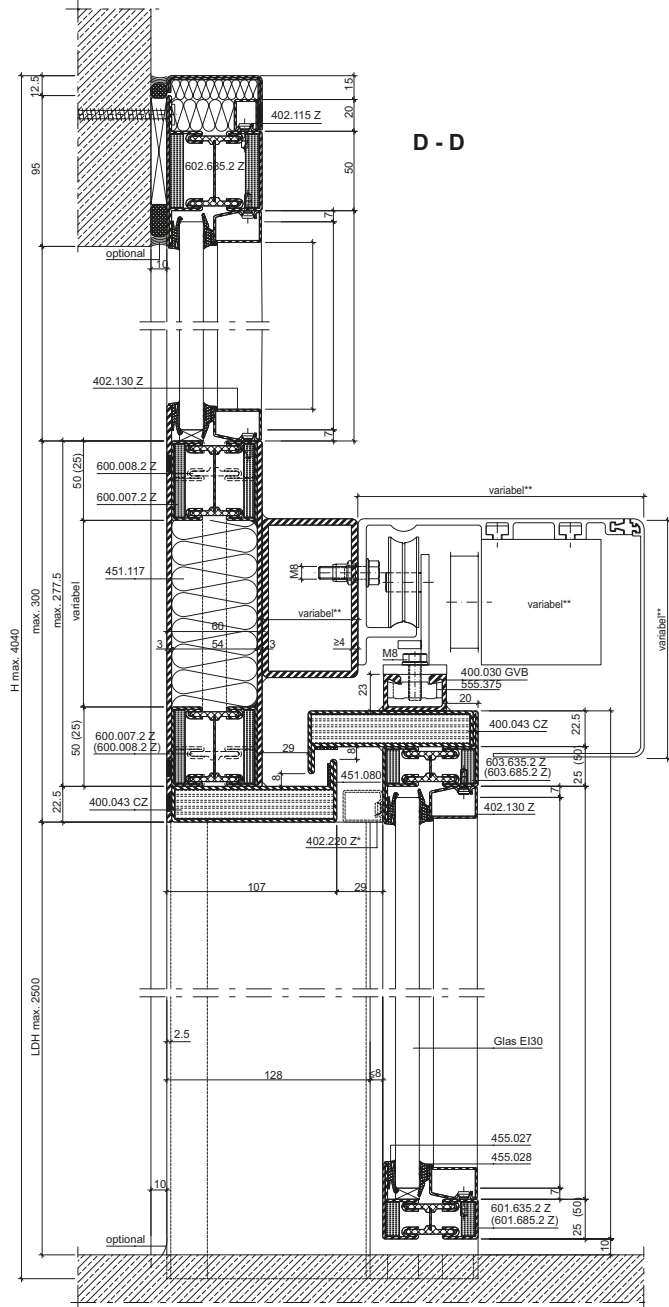 12.5
15
20
402.115 Z
D - D
602.685.2 Z
95
50
7
optional
10
402.130 Z
7
50 (25)
600.008.2 Z
600.007.2 Z
variabel**
451.117
M8
variabel**
variabel**
variabel**
H max. 4040
max. 300
max. 277.5
variabel
60
3
54
3
≥4
M8
400.030 GVB
555.375
23
20
400.043 CZ
22.5
50 (25)
600.007.2 Z
(600.008.2 Z)
29
8
8
451.080
603.635.2 Z
(603.685.2 Z)
25 (50)
7
22.5
400.043 CZ
402.130 Z
402.220 Z*
107
29
LDH max. 2500
2.5
Glas EI30
128
≤8
455.027
455.028
10
7
601.635.2 Z
(601.685.2 Z)
25 (50)
optional
10